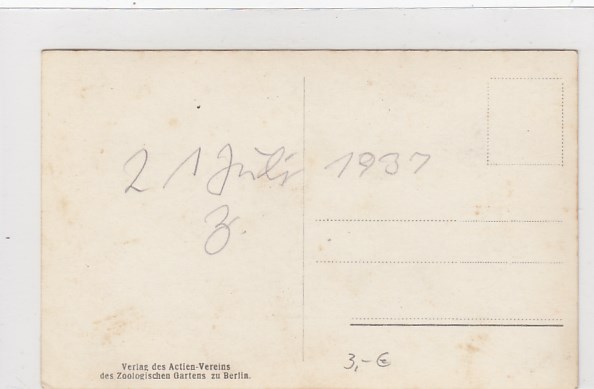 21 Juli 1937
Z.
Verlag des Actien-Vereins
des Zoologischen Gartens zu Berlin.
3,- €